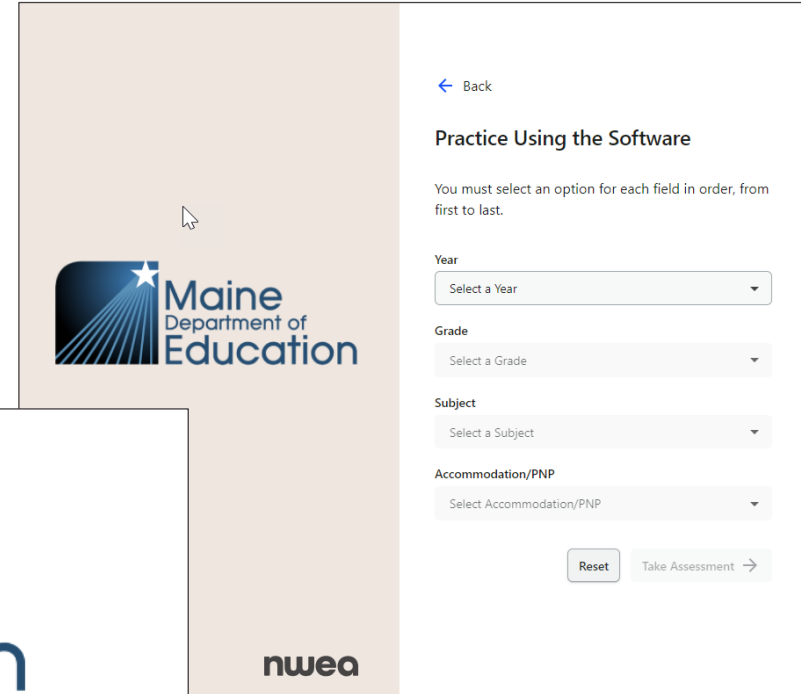 Maine
Department of
Education
nwea
n
Back
Practice Using the Software
You must select an option for each field in order, from
first to last.
Year
Select a Year
Grade
Select a Grade
Subject
Select a Subject
Accommodation/PNP
Select Accommodation/PNP
Reset
Take Assessment